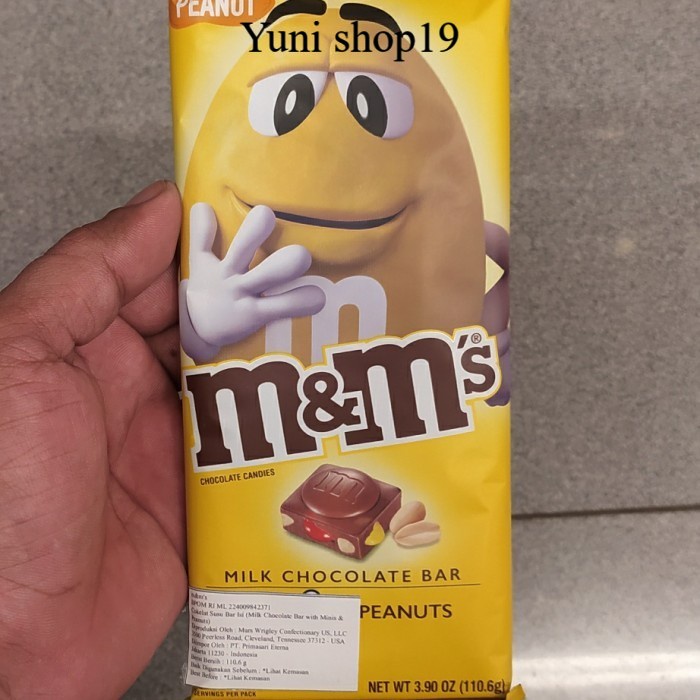 PEANUT
Yuni shop19
m
m&m's®
CHOCOLATE CANDIES
m
MILK CHOCOLATE BAR
PEANUTS
BPOM RI ML 224009842371
Cokelat Susu Bar Isi (Milk Chocolate Bar with Minis &
Peanuts)
Diproduksi Oleh : Mars Wrigley Confectionary US, LLC
Peerless Road, Cleveland, Tennessee 37312 - USA
Oleh : PT. Primasari Eterna
Jakarta 11230 - Indonesia
Bersih : 110,6 g
Baik Digunakan Sebelum : *Lihat Kemasan
Best Before : *Lihat Kemasan
SERVINGS PER PACK
NET WT 3.90 OZ (110.6g)